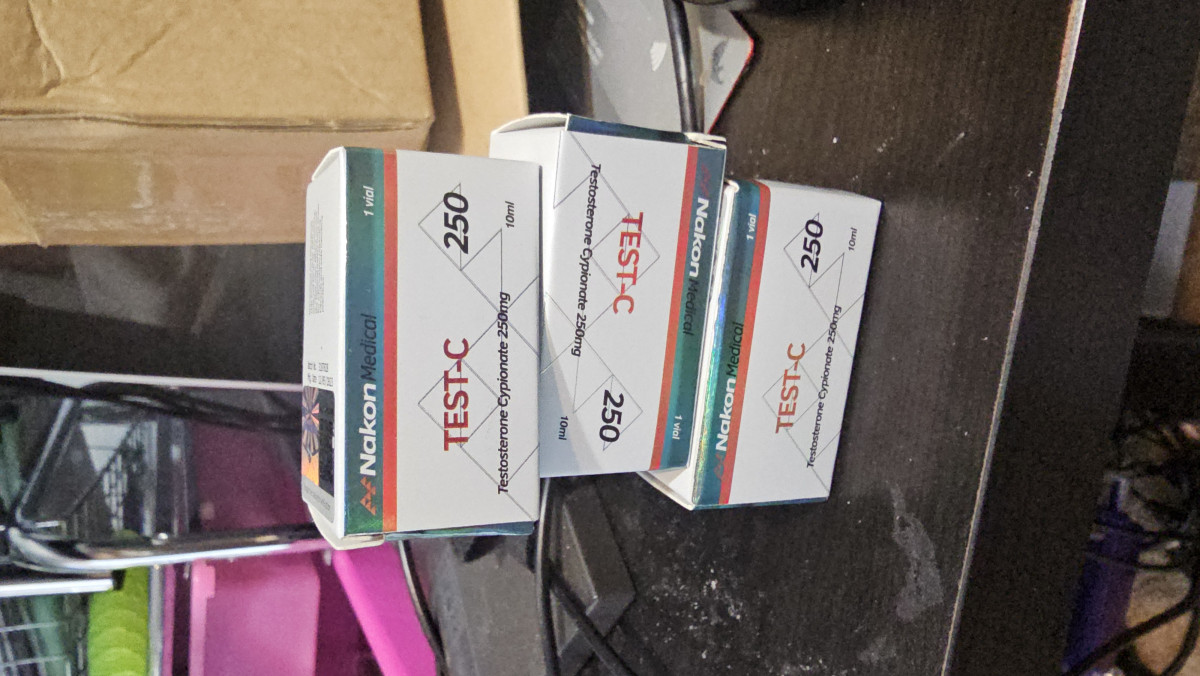 1 vial
Nakon Medical
250
10ml
TEST-C
Testosterone Cypionate 250mg
Nakon Medical
1 vial
TEST-C
Testosterone Cypionate 250mg
250
10ml
1 vial
Nakon Medical
250
10ml
TEST-C
Testosterone Cypionate 250mg